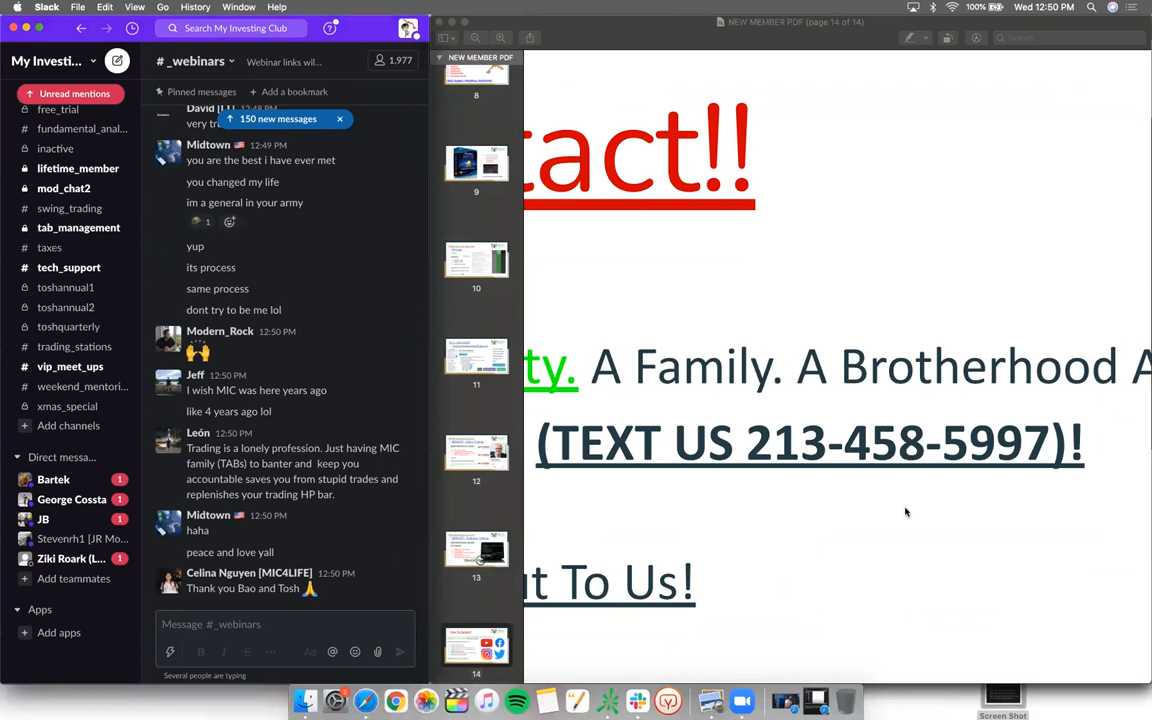 Slack File Edit View Go History Window Help
100% Wed 12:50 PM
Search My Investing Club
NEW MEMBER PDF (page 14 of 14)
Search
My Investi...
# _webinars
Webinar links wil...
1,977
NEW MEMBER PDF
Pinned messages + Add a bookmark
Unread mentions
free_trial
# fundamental_anal...
inactive
lifetime_member
mod_chat2
# swing_trading
tab_management
# taxes
# tech_support
toshannual1
toshannual2
toshquarterly
# trading_stations
# vip_meet_ups
# weekend_mentori...
xmas_special
+ Add channels
Direct messa...
Bartek 1
George Cossta 1
JB 1
Stevenrh1 [JR Mo...
Ziki Roark (L... 1
+ Add teammates
Apps
+ Add apps
150 new messages
Midtown 12:49 PM
you are the best i have ever met
you changed my life
im a general in your army
1
yup
its process
same process
dont try to be me lol
Modern_Rock 12:50 PM
Jeff 12:50 PM
I wish MIC was here years ago
like 4 years ago lol
León 12:50 PM
Trading is a lonely profession. Just having MIC
family (TABs) to banter and keep you
accountable saves you from stupid trades and
replenishes your trading HP bar.
Midtown 12:50 PM
haha
peace and love yall
Celina Nguyen [MIC4LIFE] 12:50 PM
Thank you Bao and Tosh
Message #_webinars
Several people are typing
8
9
10
11
12
13
14
tact!!
ty. A Family. A Brotherhood A
(TEXT US 213-458-5997)!
ut To Us!
Screen Shot